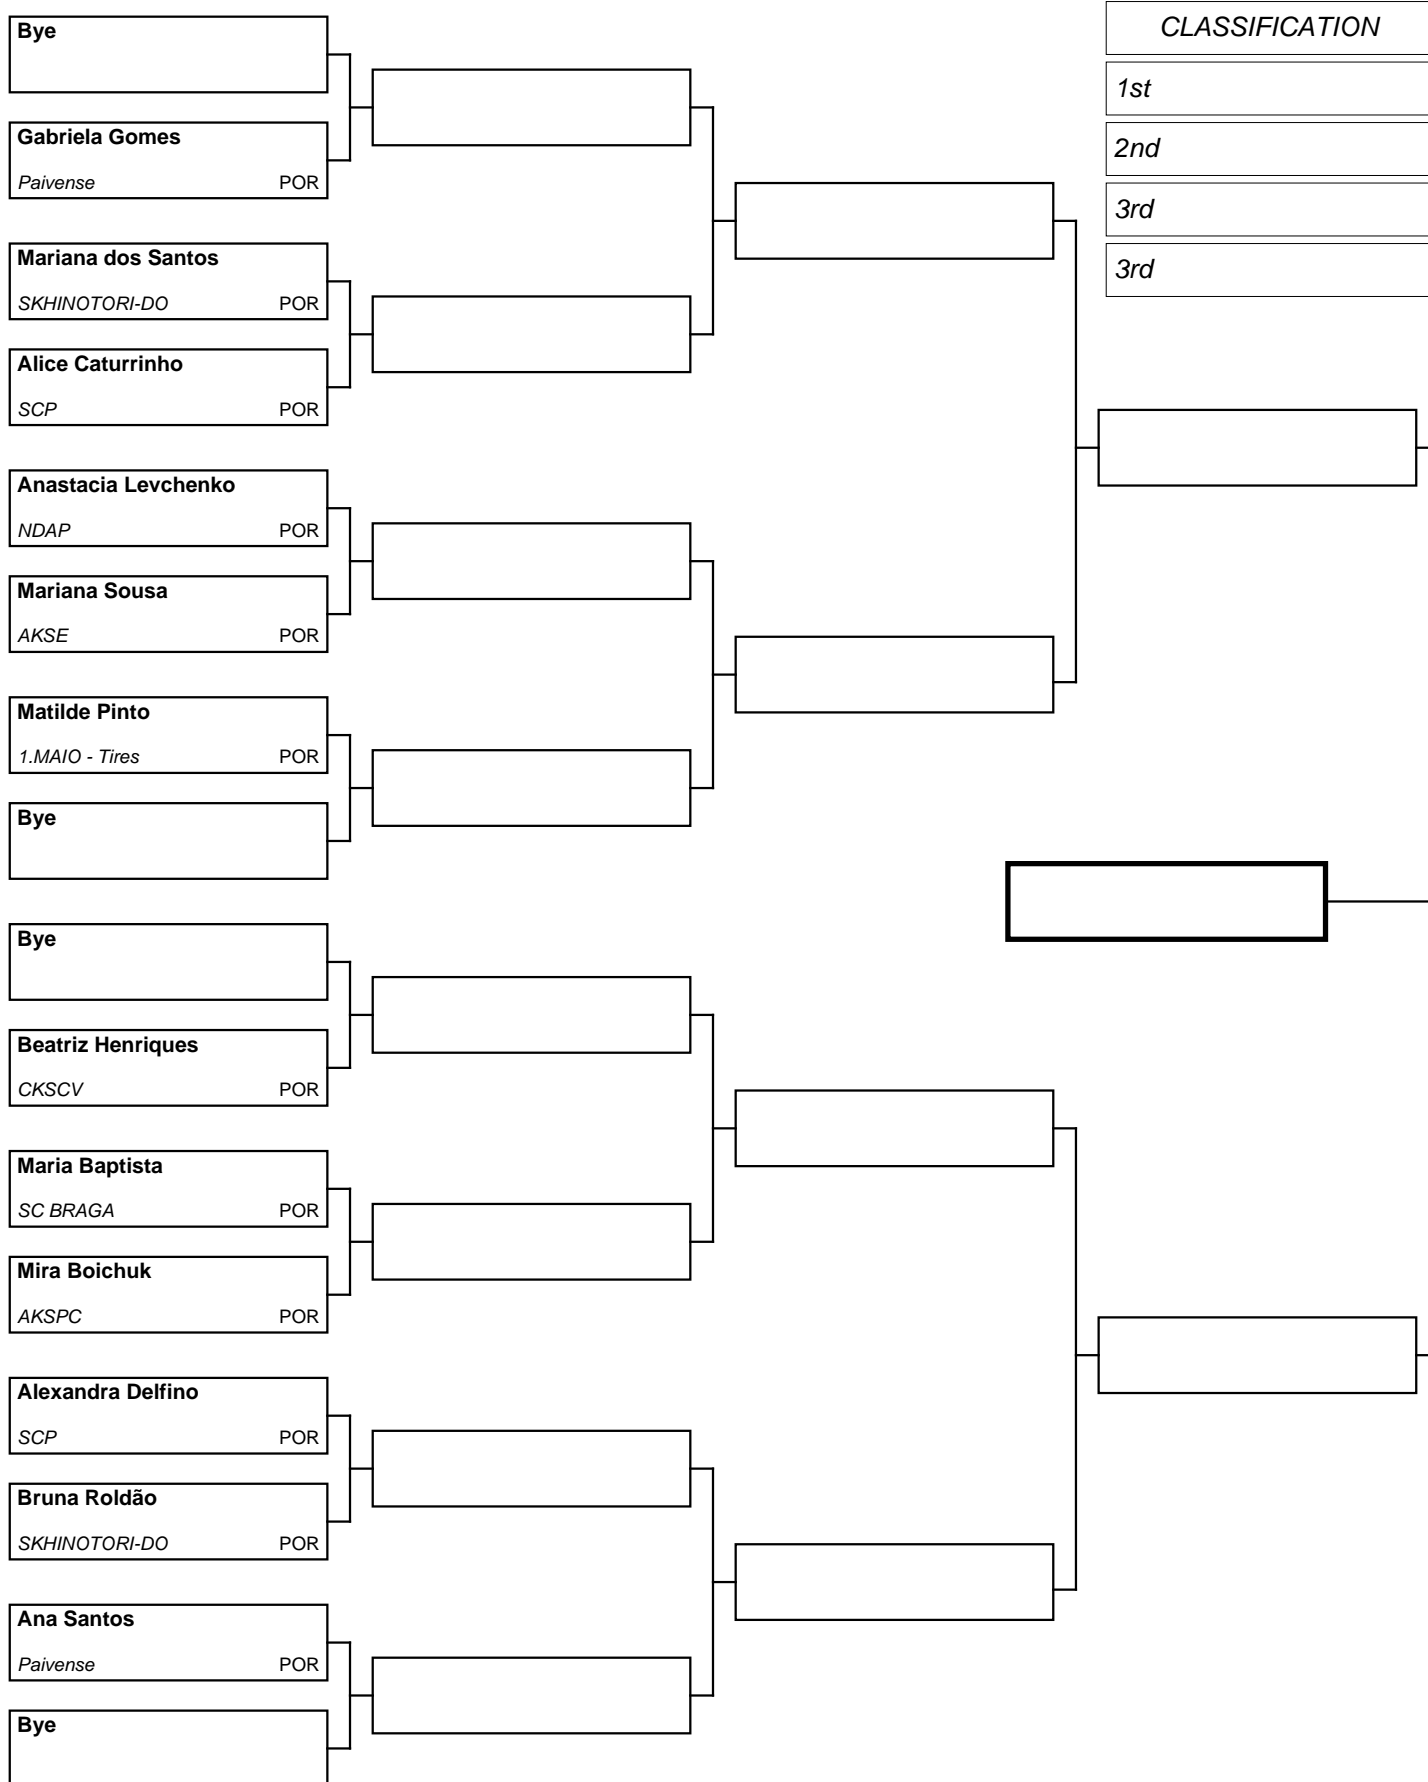 Bye
Gabriela Gomes
Paivense POR
Mariana dos Santos
SKHINOTORI-DO POR
Alice Caturrinho
SCP POR
Anastacia Levchenko
NDAP POR
Mariana Sousa
AKSE POR
Matilde Pinto
1.MAIO - Tires POR
Bye
Bye
Beatriz Henriques
CKSCV POR
Maria Baptista
SC BRAGA POR
Mira Boichuk
AKSPC POR
Alexandra Delfino
SCP POR
Bruna Roldão
SKHINOTORI-DO POR
Ana Santos
Paivense POR
Bye
CLASSIFICATION
1st
2nd
3rd
3rd